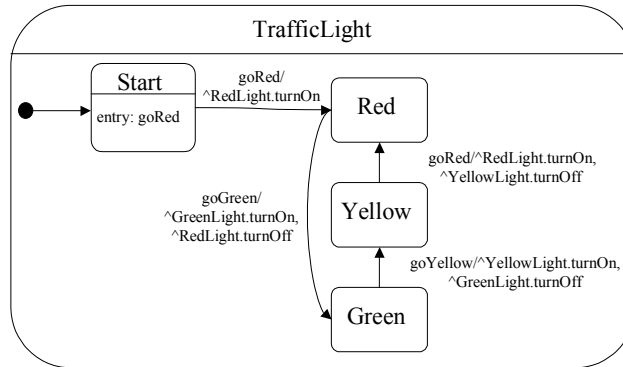 TrafficLight
Start
entry: goRed
goRed/
^RedLight.turnOn
Red
goRed/^RedLight.turnOn,
^YellowLight.turnOff
goGreen/
^GreenLight.turnOn,
^RedLight.turnOff
Yellow
goYellow/^YellowLight.turnOn,
^GreenLight.turnOff
Green